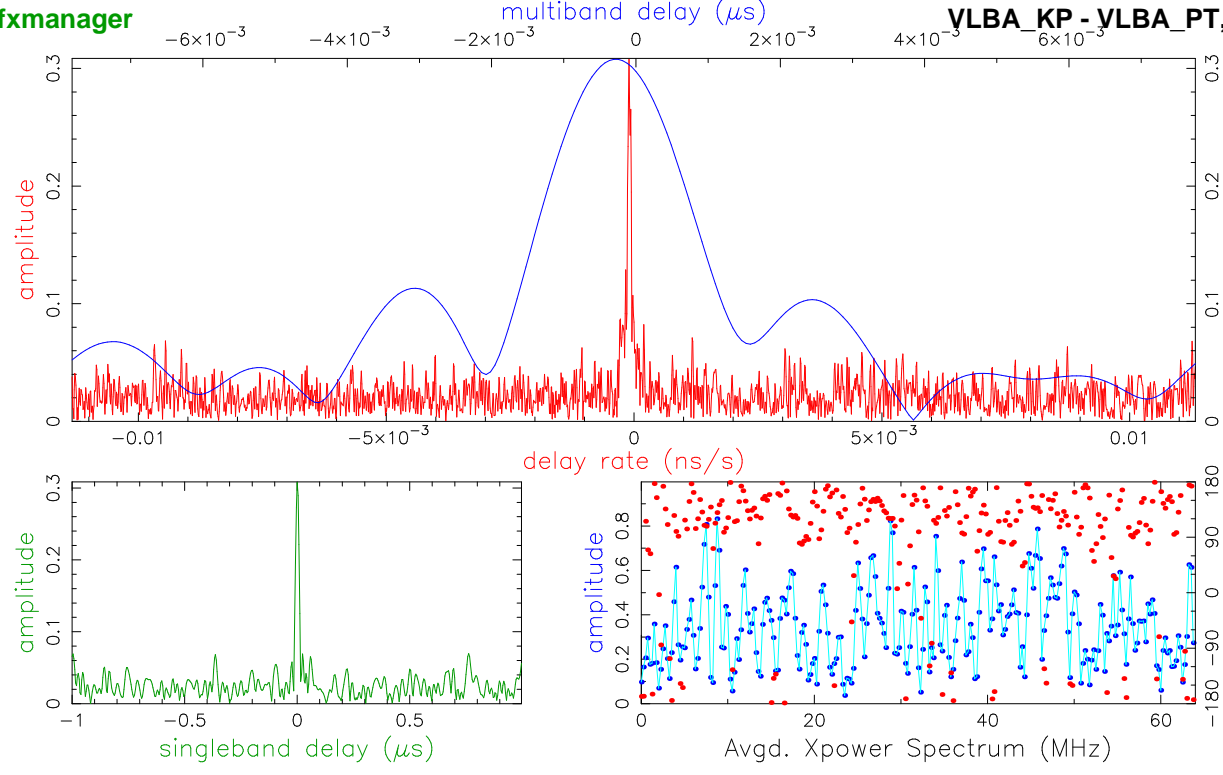 fxmanager
multiband delay (μs)
VLBA_KP - VLBA_PT,
−6×10⁻³ −4×10⁻³ −2×10⁻³ 0 2×10⁻³ 4×10⁻³ 6×10⁻³
amplitude
0 0.1 0.2 0.3
0 0.1 0.2 0.3
−0.01 −5×10⁻³ 0 5×10⁻³ 0.01
delay rate (ns/s)
amplitude
0 0.1 0.2 0.3
−1 −0.5 0 0.5
singleband delay (μs)
amplitude
0 0.2 0.4 0.6 0.8
−180 −90 0 90 180
0 20 40 60
Avgd. Xpower Spectrum (MHz)